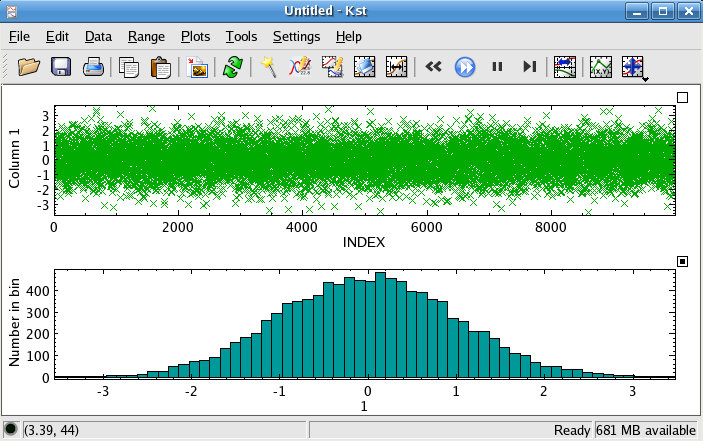 Untitled - Kst
File Edit Data Range Plots Tools Settings Help
Column 1
3
2
1
0
-1
-2
-3
0 2000 4000 6000 8000
INDEX
Number in bin
400
300
200
100
0
-3 -2 -1 0 1 2 3
1
(3.39, 44) Ready 681 MB available